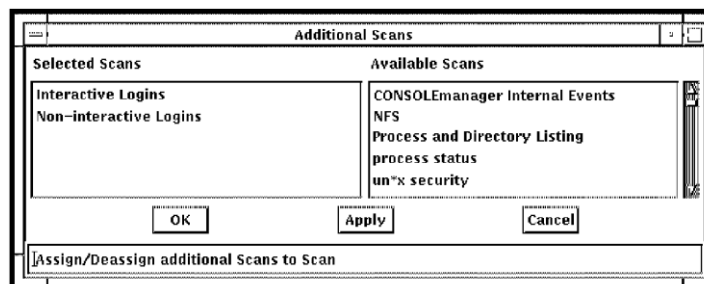 Additional Scans
Selected Scans
Available Scans
Interactive Logins
Non-interactive Logins
CONSOLEmanager Internal Events
NFS
Process and Directory Listing
process status
un*x security
OK
Apply
Cancel
Assign/Deassign additional Scans to Scan